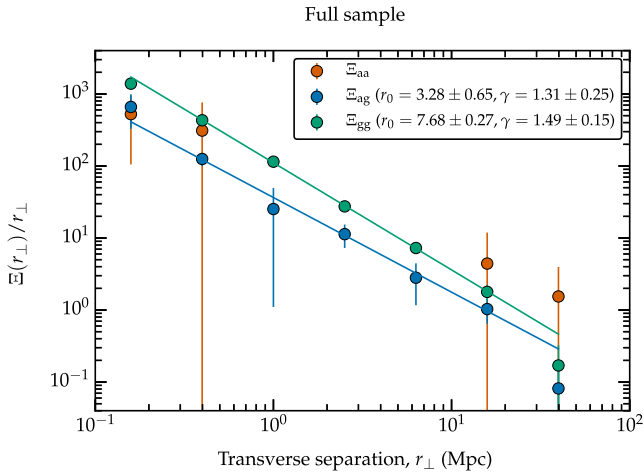 Full sample
Ξ(r⊥)/r⊥
10³
10²
10¹
10⁰
10⁻¹
Ξaa
Ξag (r₀ = 3.28 ± 0.65, γ = 1.31 ± 0.25)
Ξgg (r₀ = 7.68 ± 0.27, γ = 1.49 ± 0.15)
10⁻¹ 10⁰ 10¹ 10²
Transverse separation, r⊥ (Mpc)